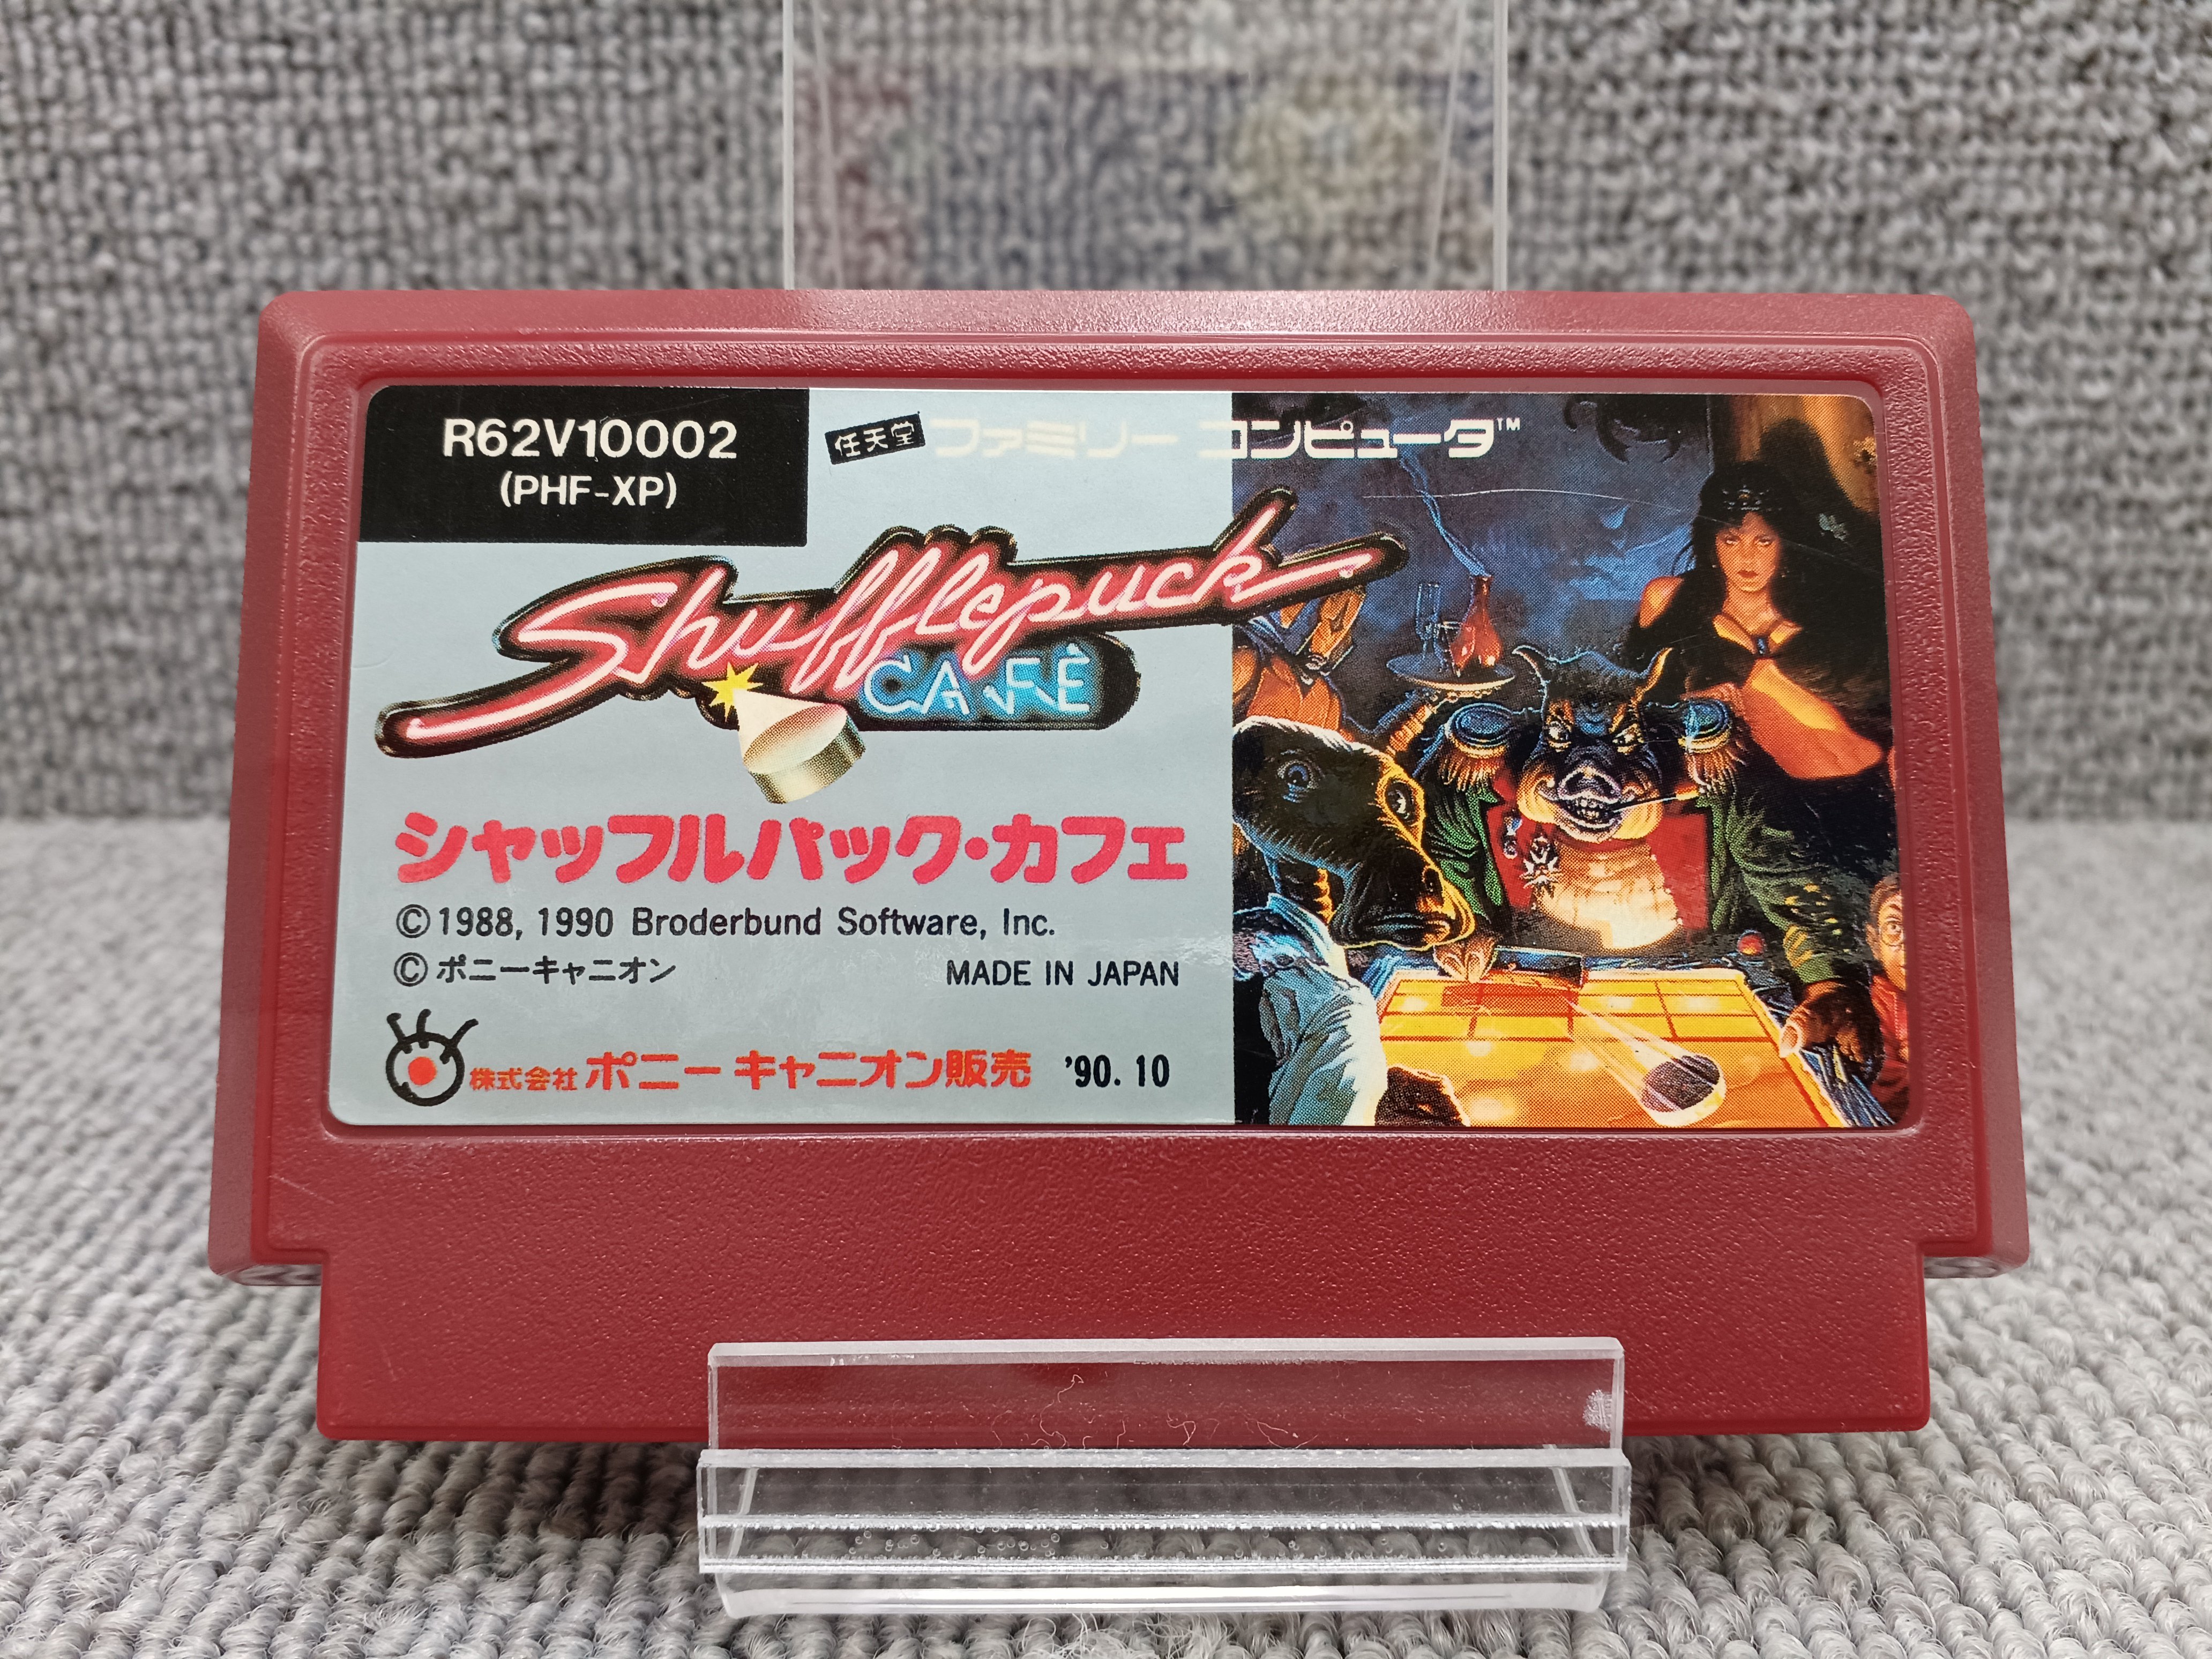 R62V10002
(PHF-XP)
任天堂 ファミリー コンピュータ™
Shufflepuck
CAFÈ
シャッフルパック・カフェ
©1988, 1990 Broderbund Software, Inc.
©ポニーキャニオン MADE IN JAPAN
株式会社 ポニーキャニオン販売 '90.10